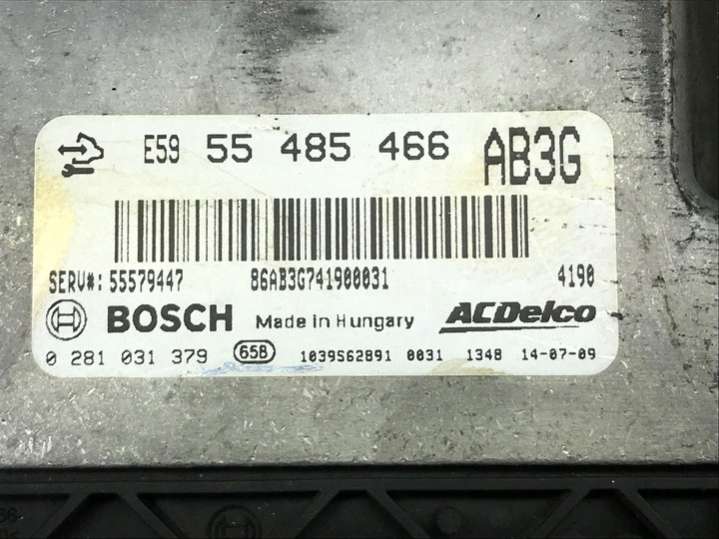 E59 55 485 466 AB3G
SERV#: 55579447 86AB3G741900031 4190
BOSCH Made in Hungary ACDelco
0 281 031 379 65B 1039S62891 0031 1348 14-07-09